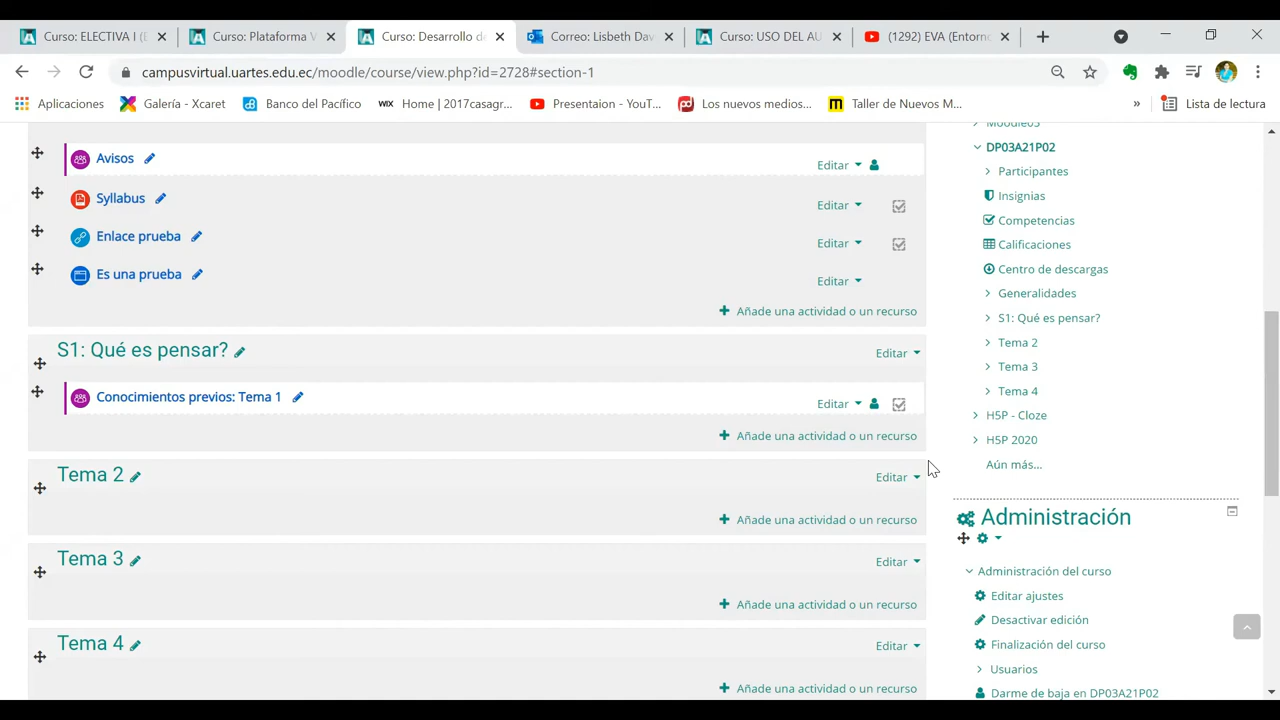 Curso: ELECTIVA I (E
Curso: Plataforma V
Curso: Desarrollo de
Correo: Lisbeth Dav
Curso: USO DEL AU
(1292) EVA (Entorno
campusvirtual.uartes.edu.ec/moodle/course/view.php?id=2728#section-1
Aplicaciones
Galería - Xcaret
Banco del Pacífico
WIX Home | 2017casagr...
Presentaion - YouT...
Los nuevos medios...
Taller de Nuevos M...
»
Lista de lectura
Avisos
Editar
Syllabus
Editar
Enlace prueba
Editar
Es una prueba
Editar
Añade una actividad o un recurso
S1: Qué es pensar?
Editar
Conocimientos previos: Tema 1
Editar
Añade una actividad o un recurso
Tema 2
Editar
Añade una actividad o un recurso
Tema 3
Editar
Añade una actividad o un recurso
Tema 4
Editar
Añade una actividad o un recurso
Moodle05
DP03A21P02
Participantes
Insignias
Competencias
Calificaciones
Centro de descargas
Generalidades
S1: Qué es pensar?
Tema 2
Tema 3
Tema 4
H5P - Cloze
H5P 2020
Aún más...
Administración
Administración del curso
Editar ajustes
Desactivar edición
Finalización del curso
Usuarios
Darme de baja en DP03A21P02